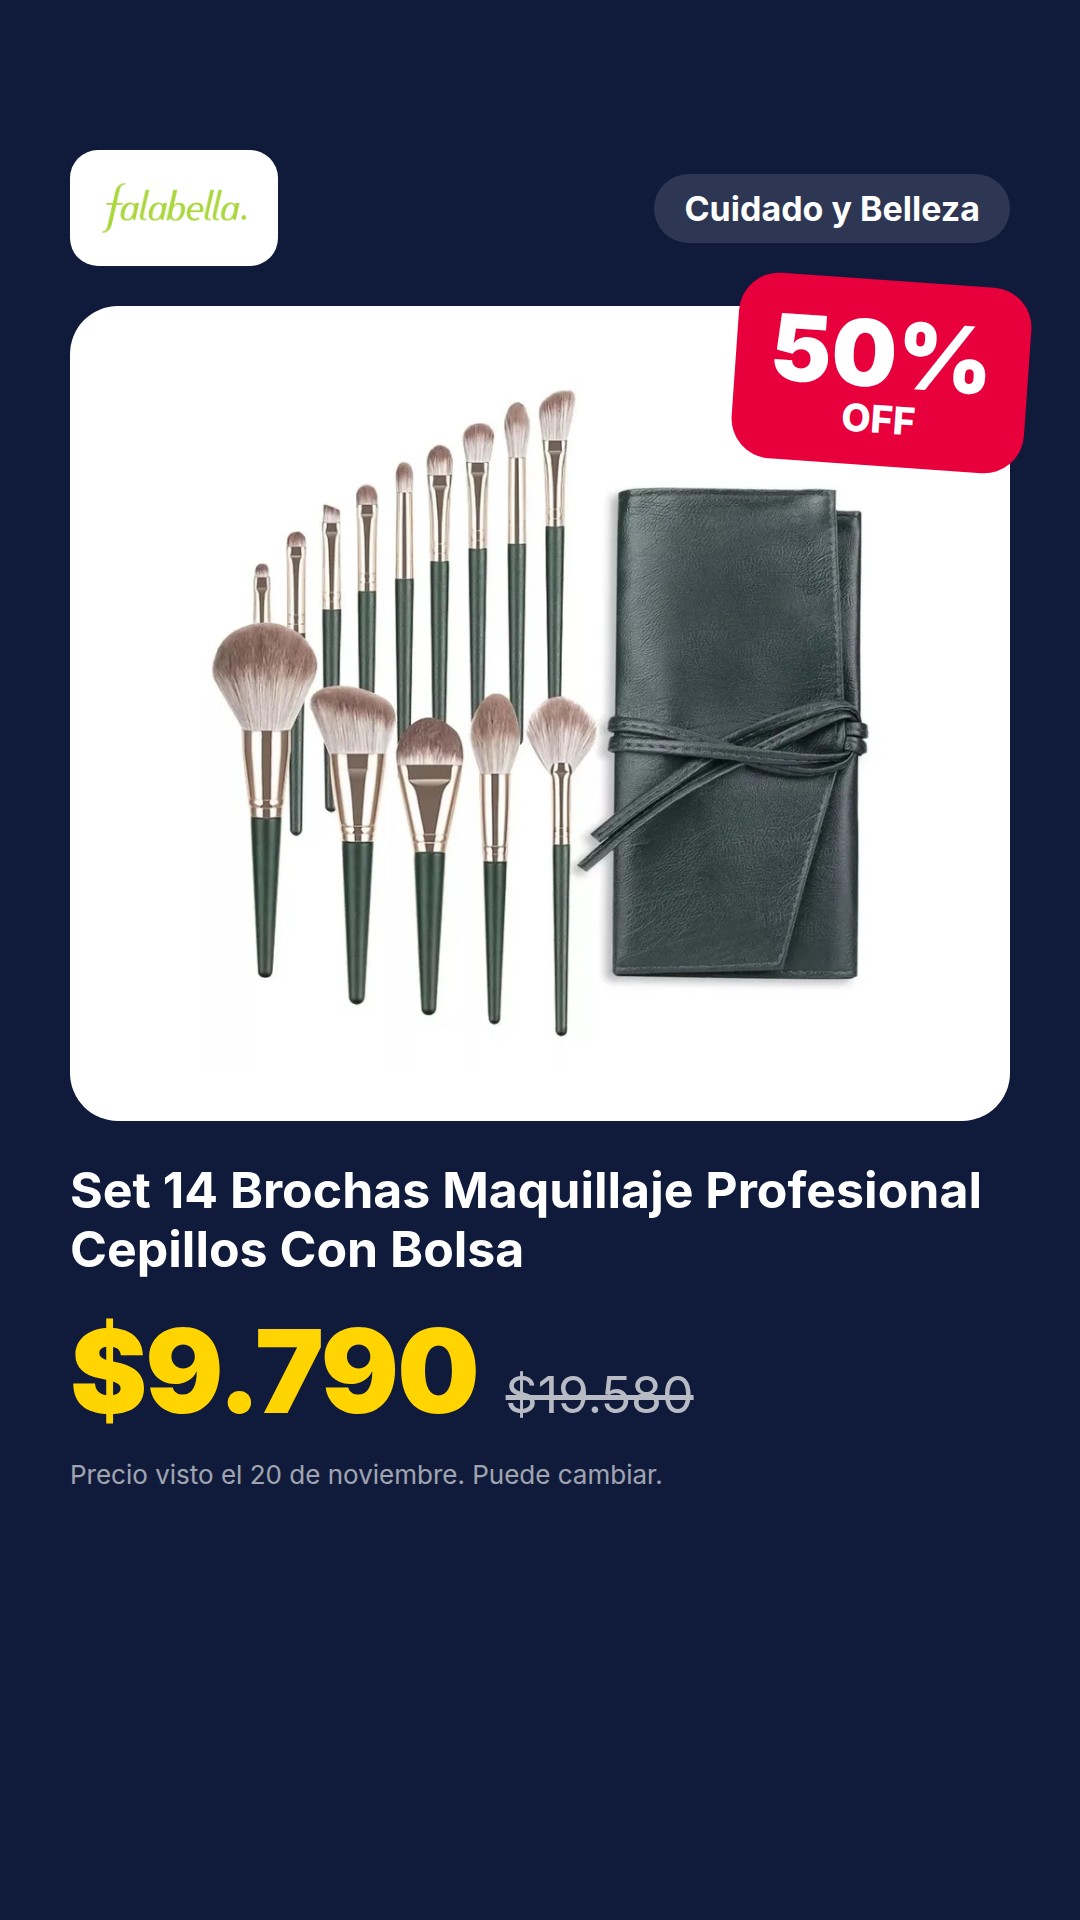 falabella.
Cuidado y Belleza
50%
OFF
Set 14 Brochas Maquillaje Profesional
Cepillos Con Bolsa
$9.790 $19.580
Precio visto el 20 de noviembre. Puede cambiar.